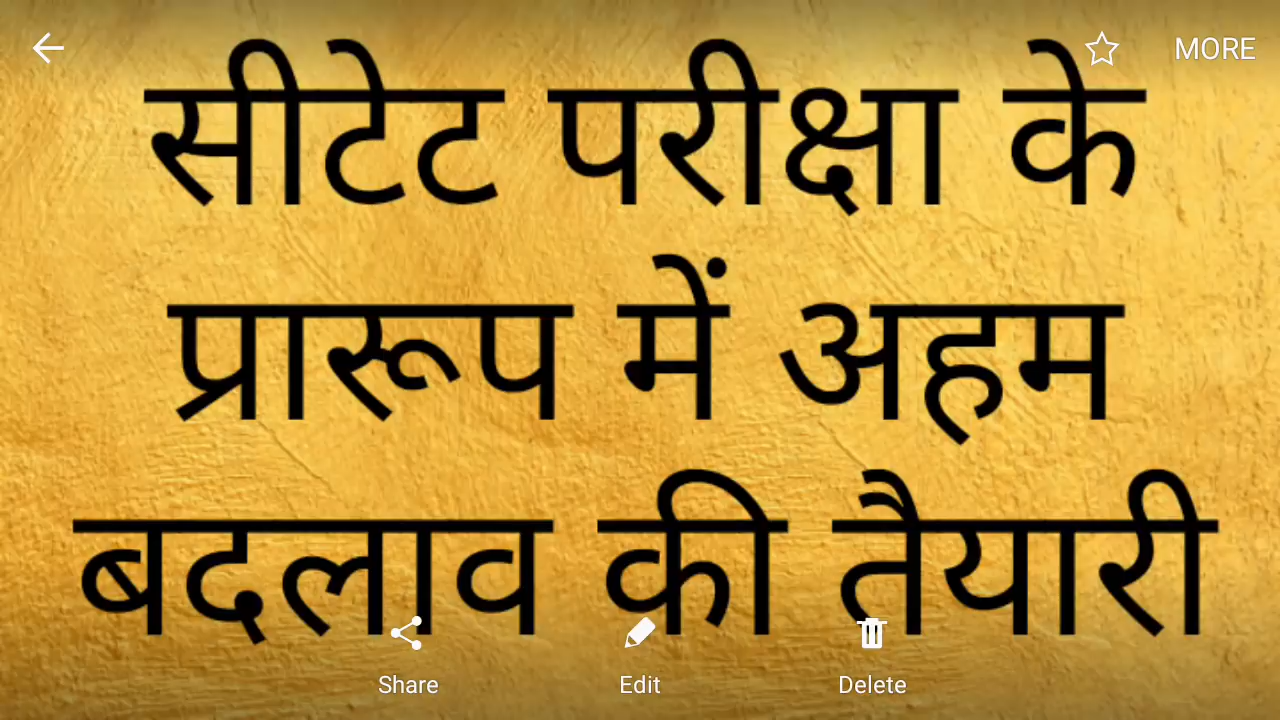 MORE
सीटेट परीक्षा के
प्रारूप में अहम
बदलाव की तैयारी
Share Edit Delete